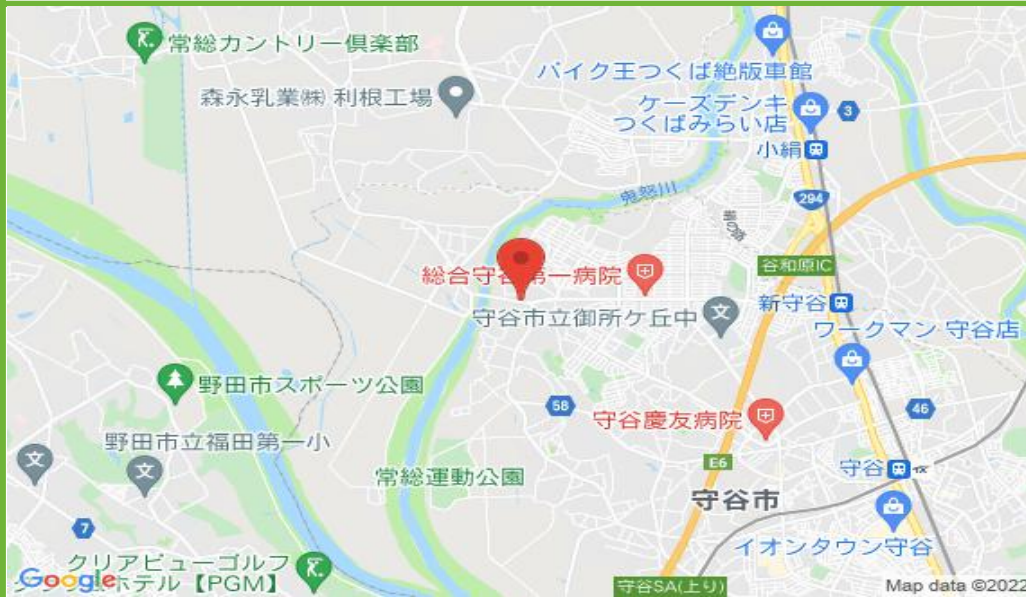 常総カントリー倶楽部
バイク王つくば絶版車館
森永乳業㈱ 利根工場
ケーズデンキ
つくばみらい店
3
小絹
鬼怒川
294
谷和原IC
総合守谷第一病院
新守谷
守谷市立御所ケ丘中
ワークマン 守谷店
野田市スポーツ公園
58
46
守谷慶友病院
野田市立福田第一小
E6
守谷
常総運動公園
守谷市
7
イオンタウン守谷
クリアビューゴルフ
ホテル【PGM】
Google
守谷SA(上り)
Map data ©2022